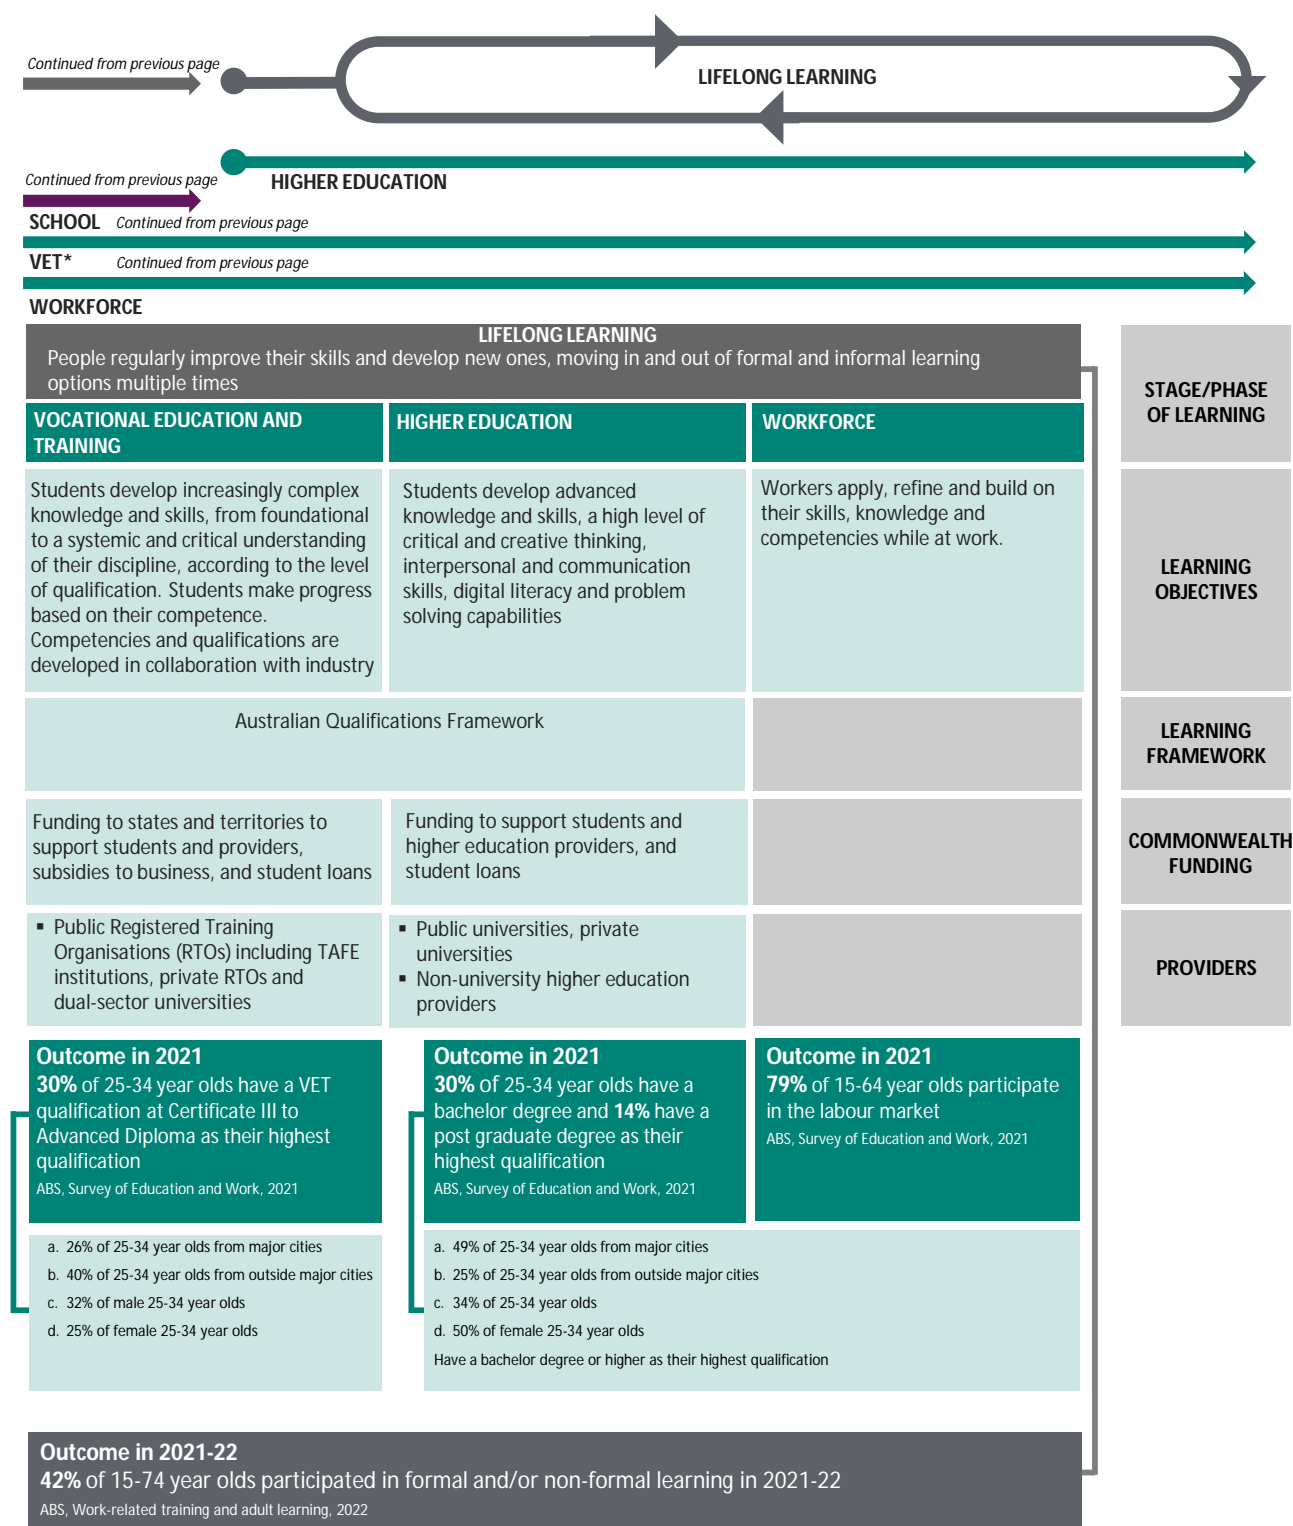 Continued from previous page
LIFELONG LEARNING
Continued from previous page
HIGHER EDUCATION
SCHOOL Continued from previous page
VET* Continued from previous page
WORKFORCE
LIFELONG LEARNING
People regularly improve their skills and develop new ones, moving in and out of formal and informal learning
options multiple times
STAGE/PHASE
OF LEARNING
VOCATIONAL EDUCATION AND
TRAINING
HIGHER EDUCATION
WORKFORCE
Students develop increasingly complex
knowledge and skills, from foundational
to a systemic and critical understanding
of their discipline, according to the level
of qualification. Students make progress
based on their competence.
Competencies and qualifications are
developed in collaboration with industry
Students develop advanced
knowledge and skills, a high level of
critical and creative thinking,
interpersonal and communication
skills, digital literacy and problem
solving capabilities
Workers apply, refine and build on
their skills, knowledge and
competencies while at work.
LEARNING
OBJECTIVES
Australian Qualifications Framework
LEARNING
FRAMEWORK
Funding to states and territories to
support students and providers,
subsidies to business, and student loans
Funding to support students and
higher education providers, and
student loans
COMMONWEALTH
FUNDING
▪ Public Registered Training
Organisations (RTOs) including TAFE
institutions, private RTOs and
dual-sector universities
▪ Public universities, private
universities
▪ Non-university higher education
providers
PROVIDERS
Outcome in 2021
30% of 25-34 year olds have a VET
qualification at Certificate III to
Advanced Diploma as their highest
qualification
ABS, Survey of Education and Work, 2021
Outcome in 2021
30% of 25-34 year olds have a
bachelor degree and 14% have a
post graduate degree as their
highest qualification
ABS, Survey of Education and Work, 2021
Outcome in 2021
79% of 15-64 year olds participate
in the labour market
ABS, Survey of Education and Work, 2021
a. 26% of 25-34 year olds from major cities
b. 40% of 25-34 year olds from outside major cities
c. 32% of male 25-34 year olds
d. 25% of female 25-34 year olds
a. 49% of 25-34 year olds from major cities
b. 25% of 25-34 year olds from outside major cities
c. 34% of 25-34 year olds
d. 50% of female 25-34 year olds
Have a bachelor degree or higher as their highest qualification
Outcome in 2021-22
42% of 15-74 year olds participated in formal and/or non-formal learning in 2021-22
ABS, Work-related training and adult learning, 2022